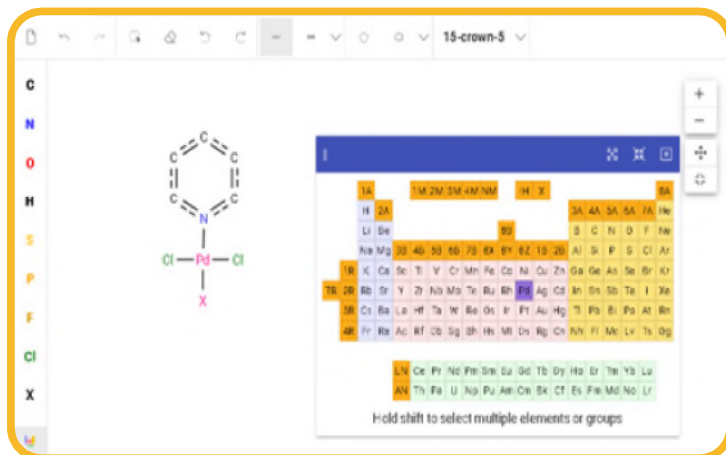 15-crown-5
C
N
O
H
S
P
F
Cl
X
C
C C
C C
N
Cl Pd Cl
X
1A 1M 2M 3M 4M NM IH X 8A
H 2A 3A 4A 5A 6A 7A He
Li Be 8B B C N O F Ne
Na Mg 3B 4B 5B 6B 7B 8X 8Y 8Z 1B 2B Al Si P S Cl Ar
1R K Ca Sc Ti V Cr Mn Fe Co Ni Cu Zn Ga Ge As Se Br Kr
TR 2R Rb Sr Y Zr Nb Mo Tc Ru Rh Pd Ag Cd In Sn Sb Te I Xe
3R Cs Ba La Hf Ta W Re Os Ir Pt Au Hg Tl Pb Bi Po At Rn
4R Fr Ra Ac Rf Db Sg Bh Hs Mt Ds Rg Cn Nh Fl Mc Lv Ts Og
LN Ce Pr Nd Pm Sm Eu Gd Tb Dy Ho Er Tm Yb Lu
AN Th Pa U Np Pu Am Cm Bk Cf Es Fm Md No Lr
Hold shift to select multiple elements or groups